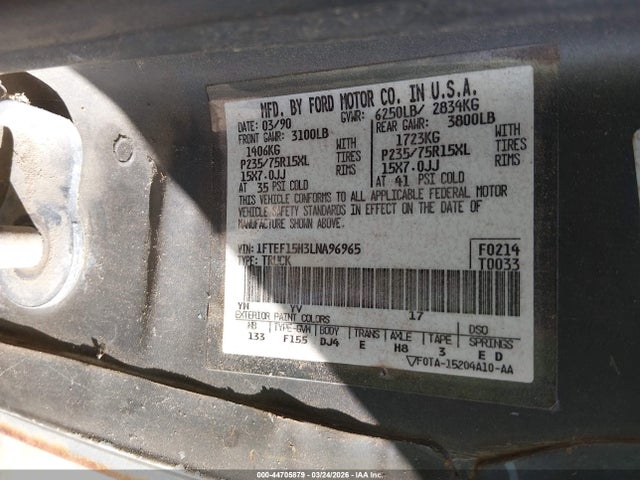 MFD. BY FORD MOTOR CO. IN U.S.A.
DATE: 03/90 GVWR: 6250LB/ 2834KG
FRONT GAWR: 3100LB REAR GAWR: 3800LB
1406KG WITH 1723KG WITH
P235/75R15XL TIRES P235/75R15XL TIRES
15X7.0JJ RIMS 15X7.0JJ RIMS
AT 35 PSI COLD AT 41 PSI COLD
THIS VEHICLE CONFORMS TO ALL APPLICABLE FEDERAL MOTOR
VEHICLE SAFETY STANDARDS IN EFFECT ON THE DATE OF
MANUFACTURE SHOWN ABOVE.
VIN: 1FTEF15N3LNA96965 F0214
TYPE: TRUCK T0033
YN YV 17
EXTERIOR PAINT COLORS DSO
WB TYPE-GVW BODY TRANS AXLE TAPE SPRINGS
133 F155 DJ4 E H8 3 E D
F0TA-15204A10-AA
000-44705879 - 03/24/2026 - IAAI, INC.